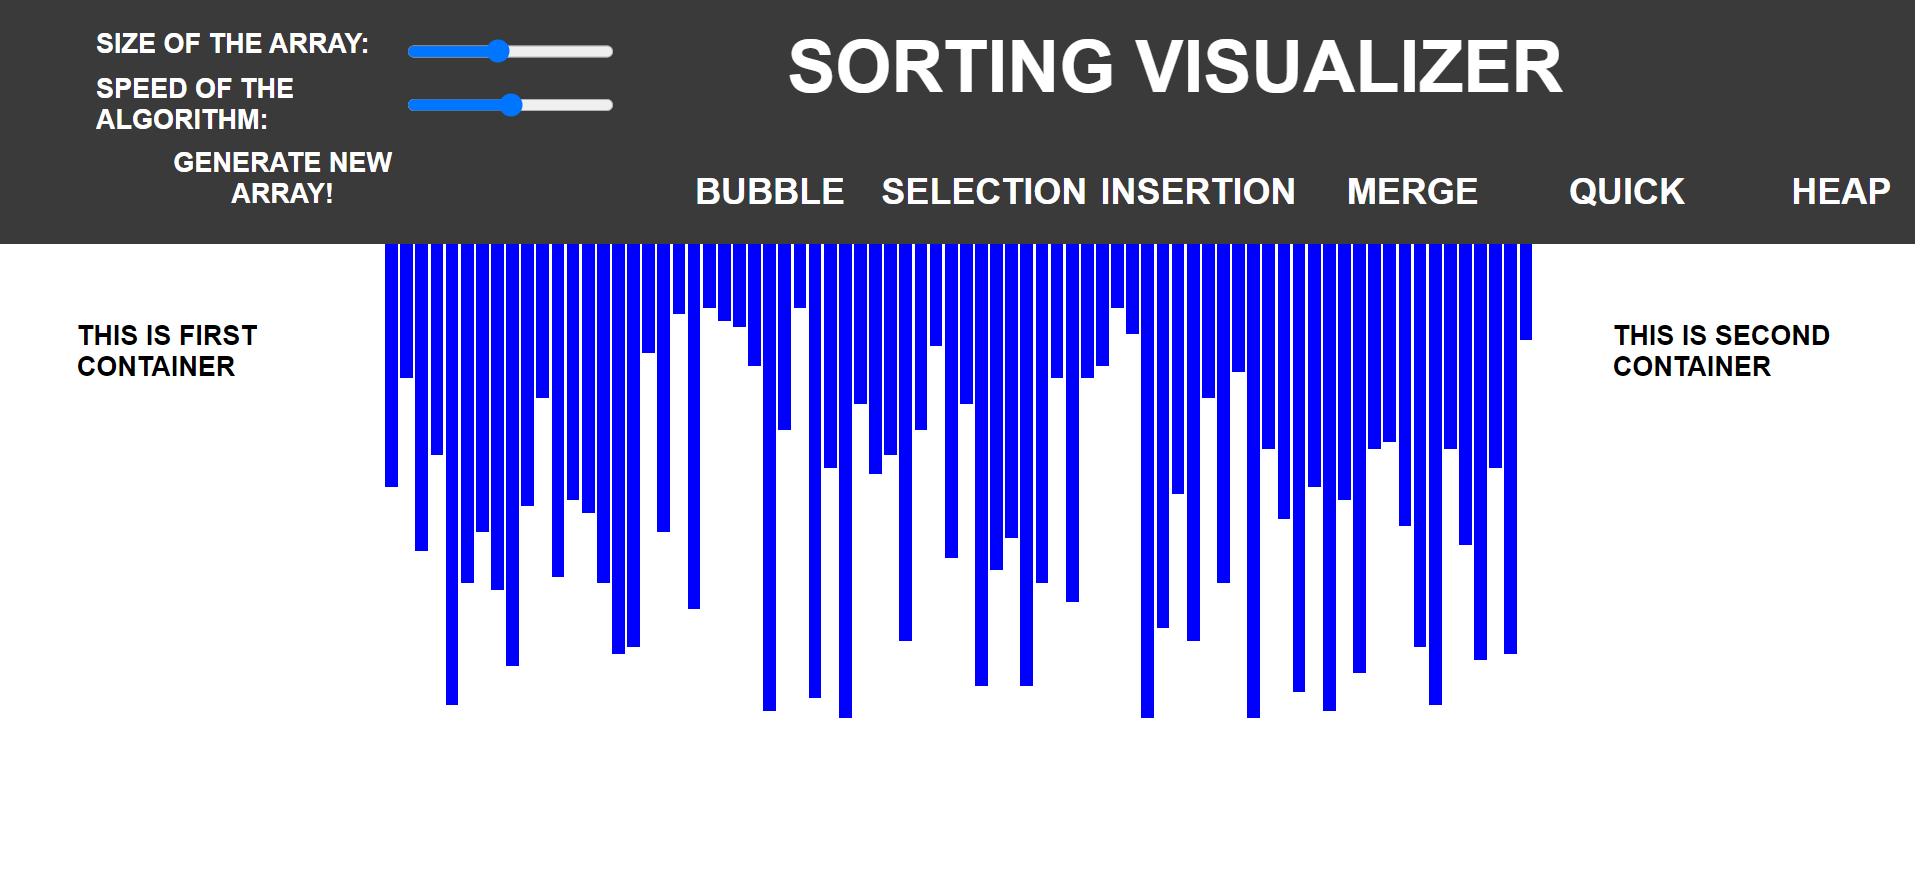 SIZE OF THE ARRAY:
SPEED OF THE
ALGORITHM:
GENERATE NEW
ARRAY!
SORTING VISUALIZER
BUBBLE SELECTION INSERTION MERGE QUICK HEAP
THIS IS FIRST
CONTAINER
THIS IS SECOND
CONTAINER